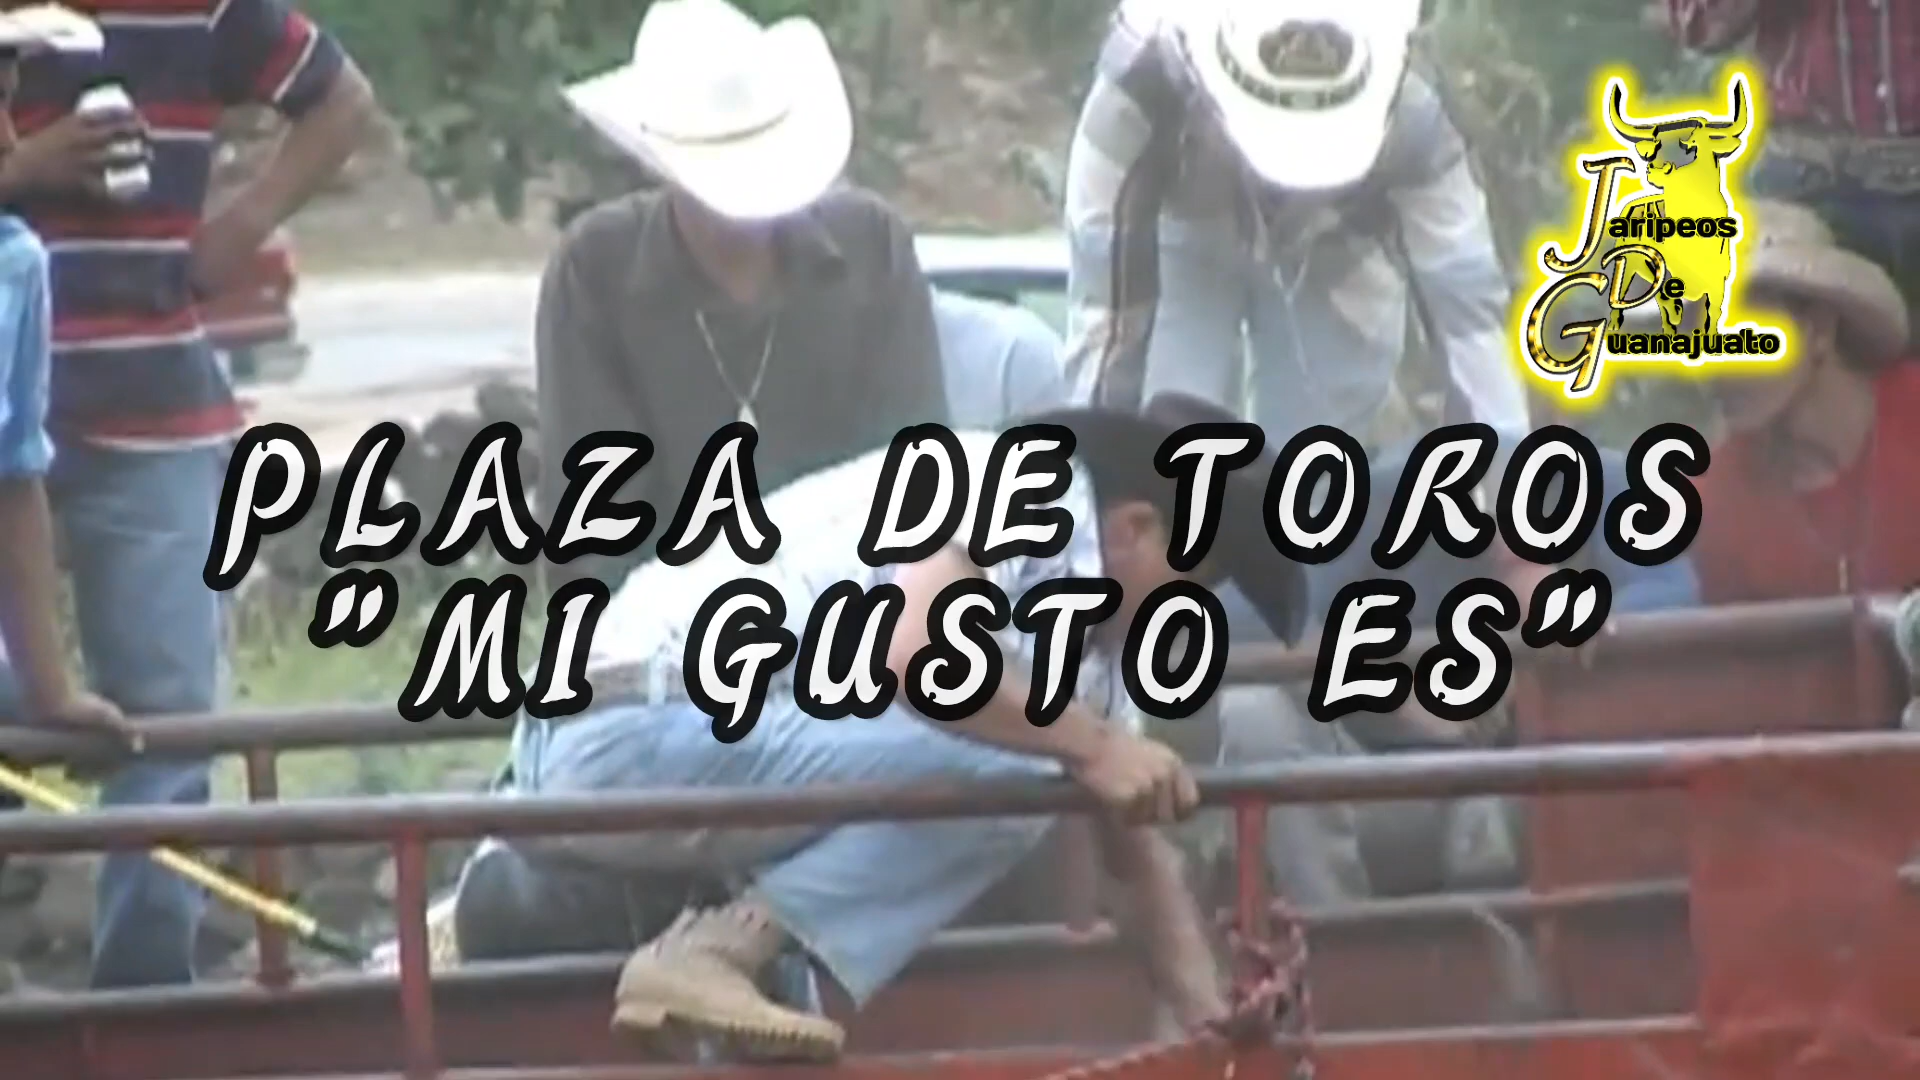 Jaripeos
De
Guanajuato
PLAZA DE TOROS
"MI GUSTO ES"